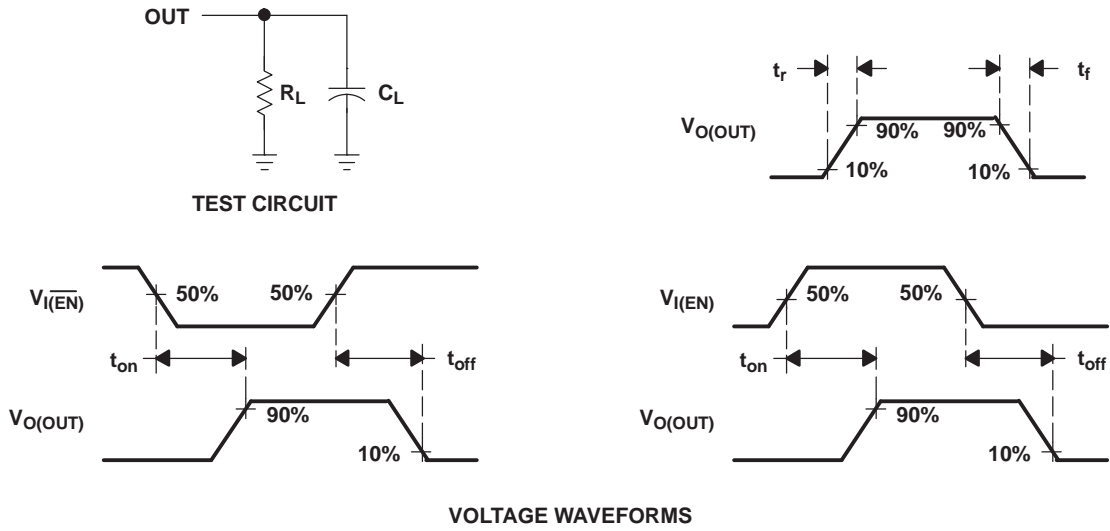 OUT
R_L
C_L
TEST CIRCUIT
t_r
t_f
V_O(OUT)
90%
90%
10%
10%
V_I(E̅N̅)
50%
50%
t_on
t_off
V_O(OUT)
90%
10%
V_I(EN)
50%
50%
t_on
t_off
V_O(OUT)
90%
10%
VOLTAGE WAVEFORMS